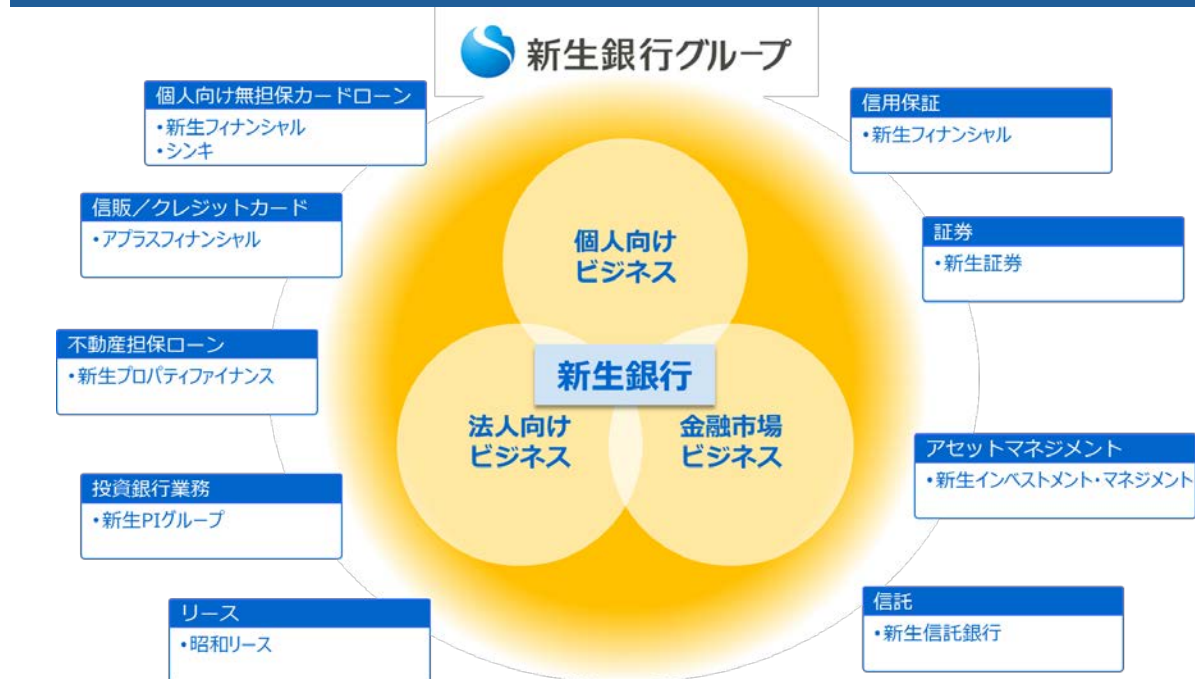 新生銀行グループ
個人向け無担保カードローン
・新生フィナンシャル
・シンキ
信販／クレジットカード
・アプラスフィナンシャル
不動産担保ローン
・新生プロパティファイナンス
投資銀行業務
・新生PIグループ
リース
・昭和リース
個人向け
ビジネス
新生銀行
法人向け
ビジネス
金融市場
ビジネス
信用保証
・新生フィナンシャル
証券
・新生証券
アセットマネジメント
・新生インベストメント・マネジメント
信託
・新生信託銀行